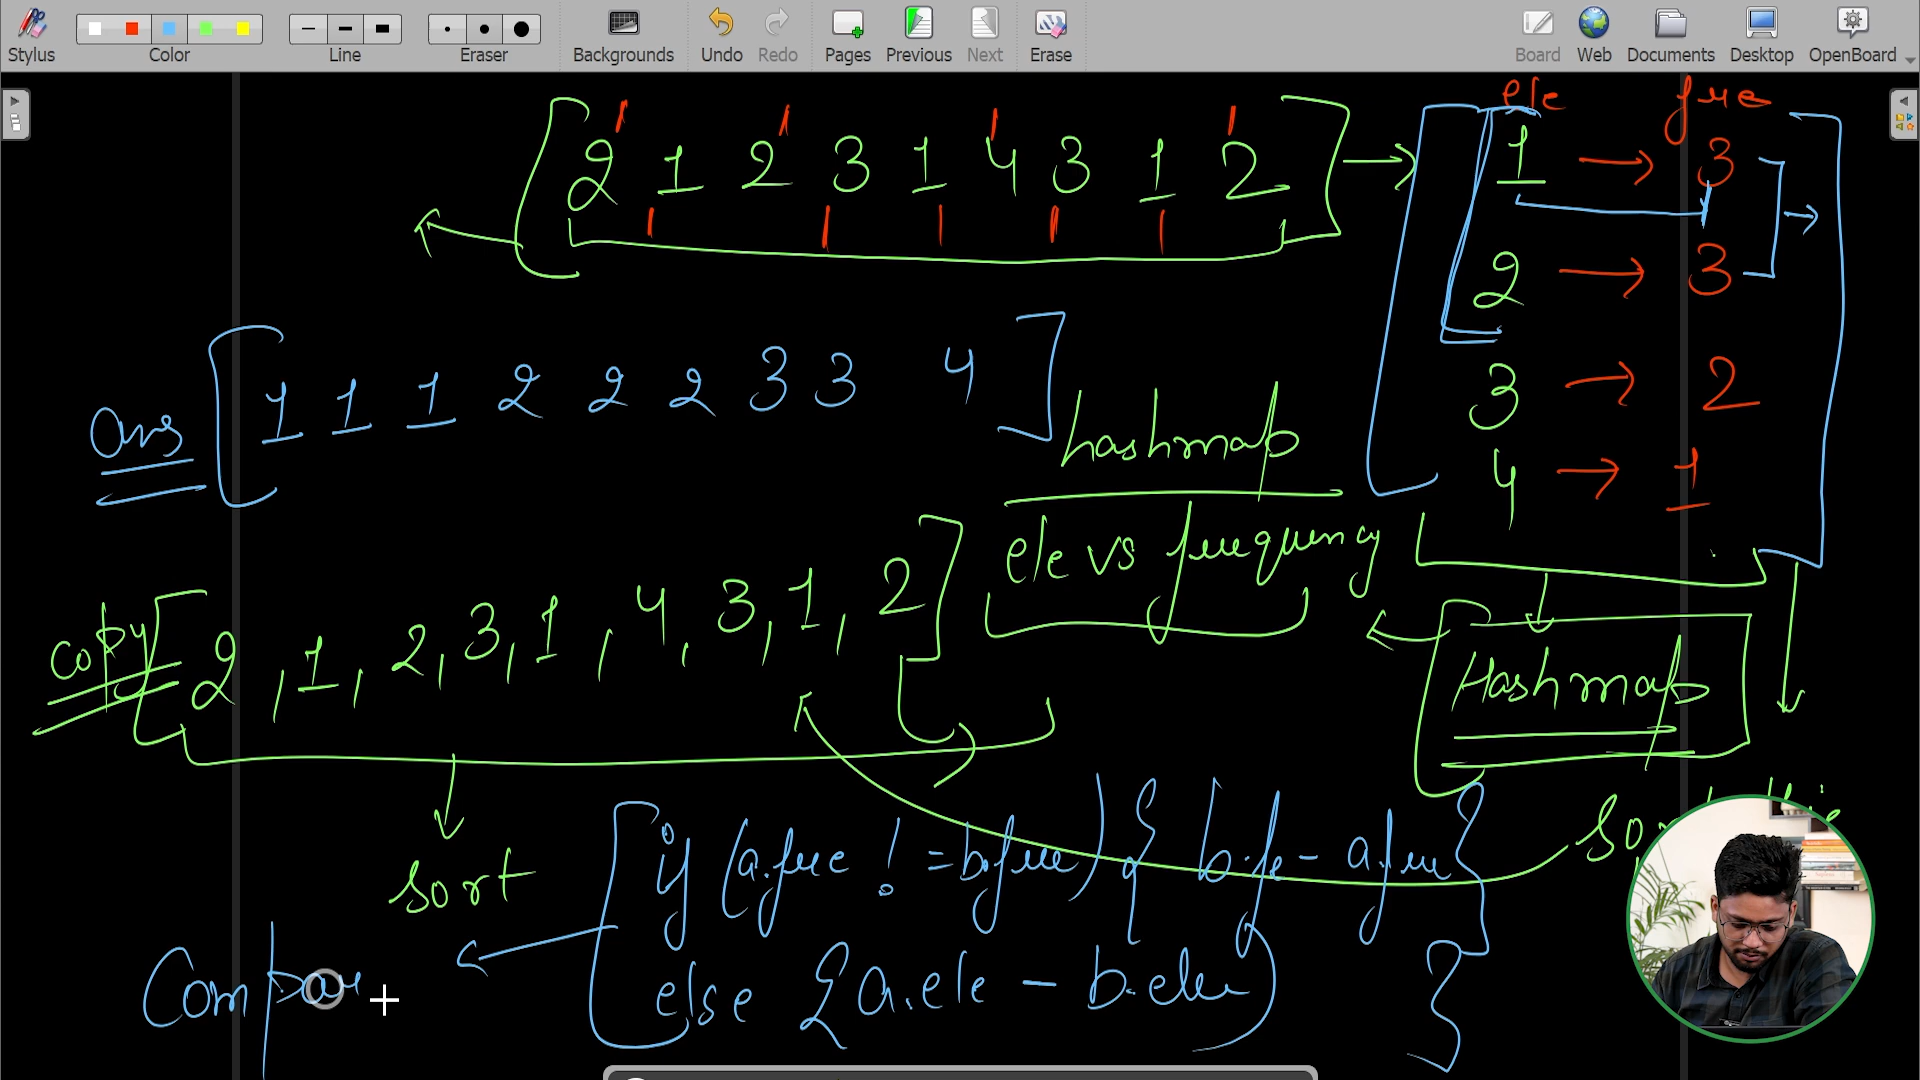 Stylus Color Line Eraser Backgrounds Undo Redo Pages Previous Next Erase Board Web Documents Desktop OpenBoard
ele fre
2 1 2 3 1 4 3 1 2
1 → 3
2 → 3
3 → 2
4 → 1
Ans [ 1 1 1 2 2 2 3 3 4 ]
hashmap
ele vs frequency
copy [ 2, 1, 2, 3, 1, 4, 3, 1, 2 ]
Hashmap
sort
if (a.fre != b.fre) { b.fre - a.fre }
else { a.ele - b.ele }